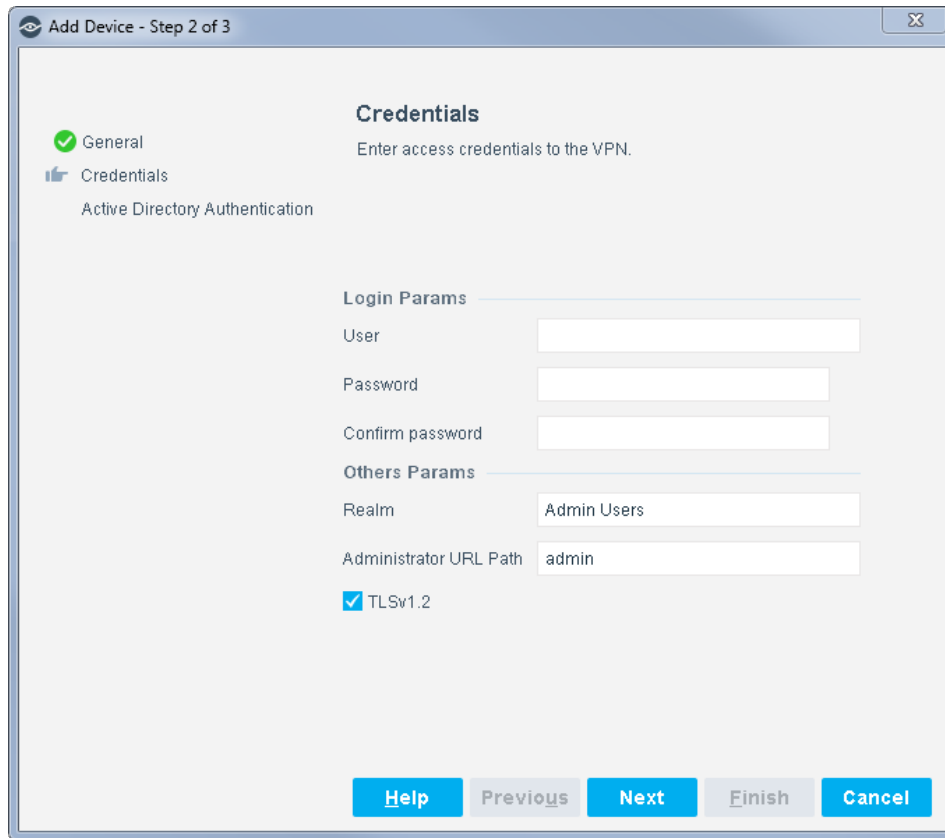 Add Device - Step 2 of 3
General
Credentials
Active Directory Authentication
Credentials
Enter access credentials to the VPN.
Login Params
User
Password
Confirm password
Others Params
Realm Admin Users
Administrator URL Path admin
TLSv1.2
Help Previous Next Finish Cancel